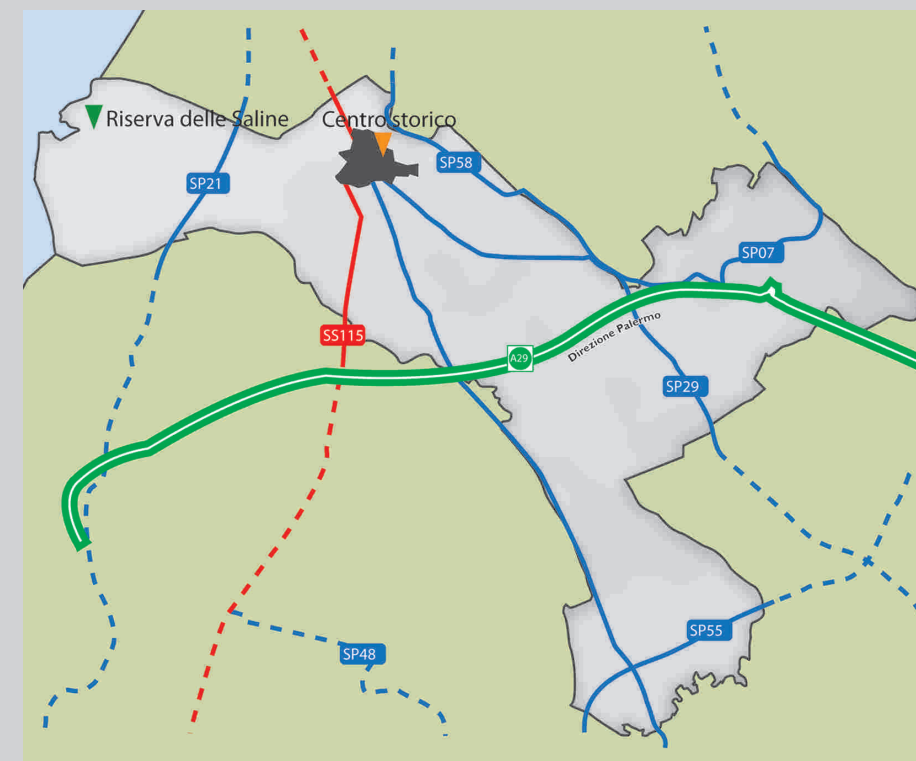 Riserva delle Saline
Centro storico
SP58
SP21
SP07
SS115
Direzione Palermo
A29
SP29
SP55
SP48